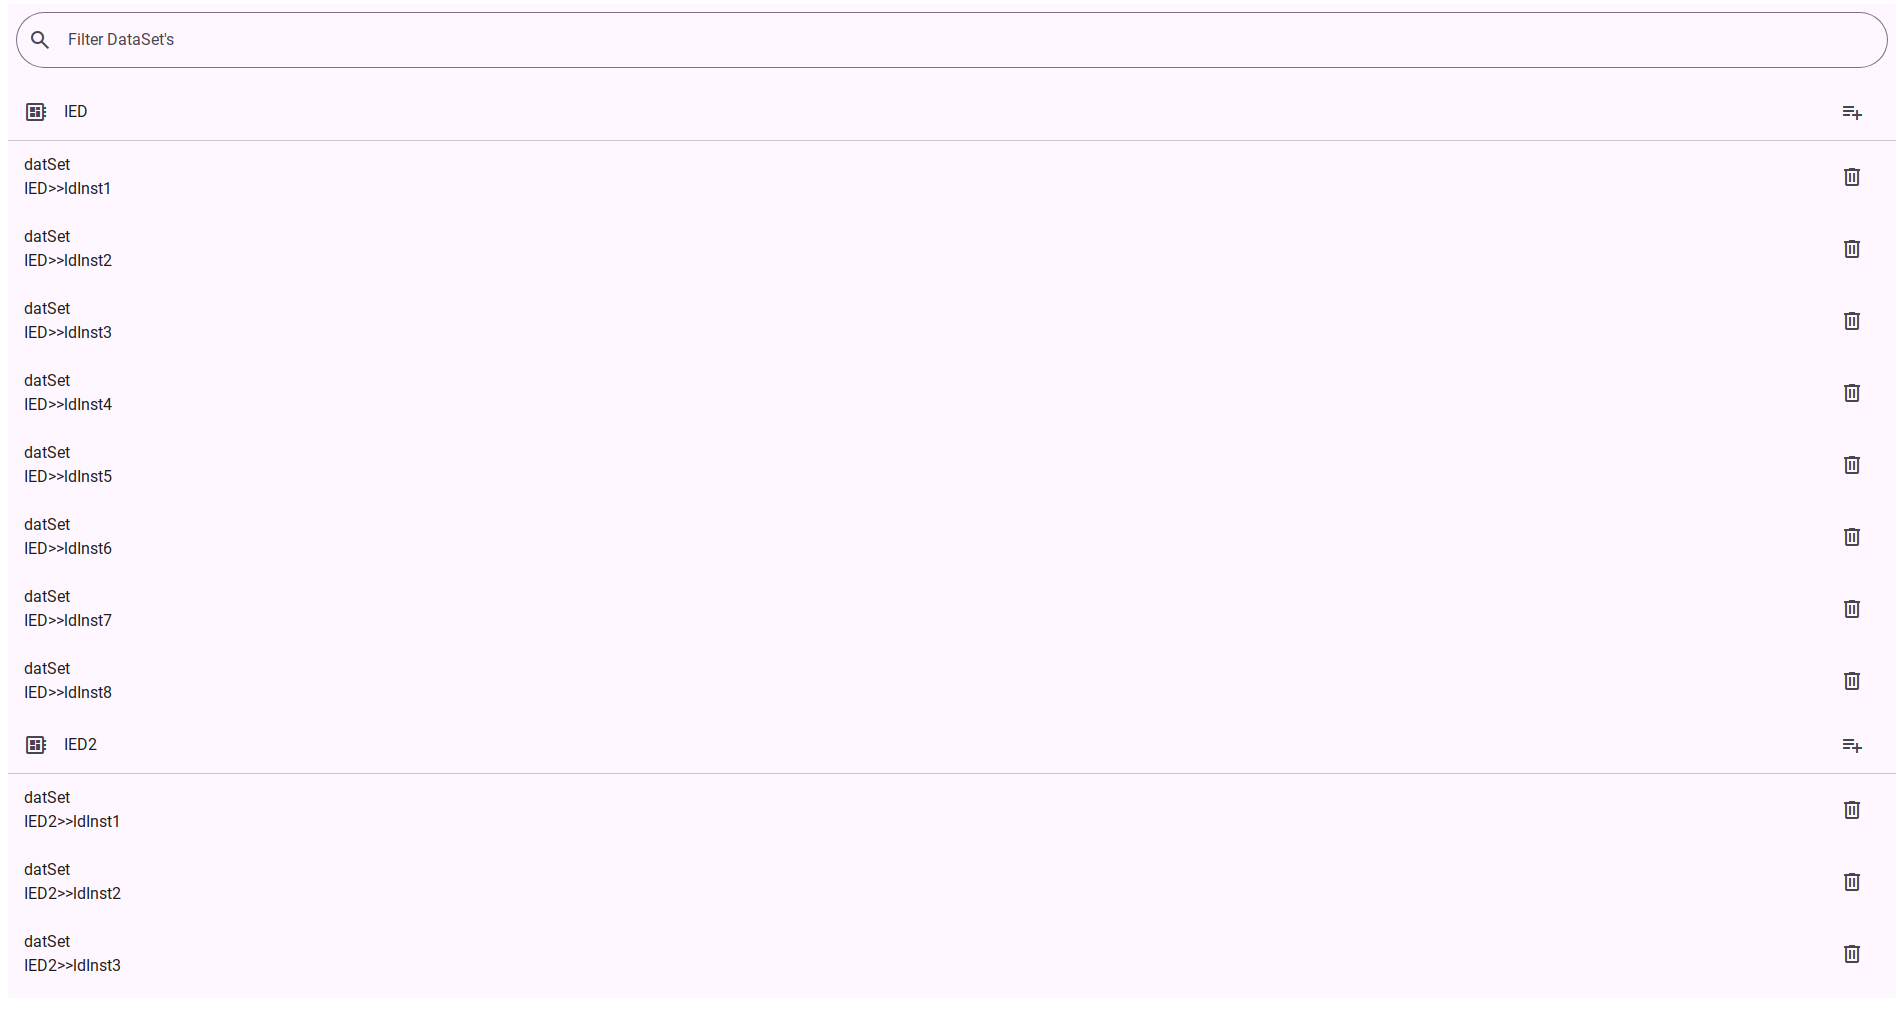 Filter DataSet's
IED
datSet
IED>>ldInst1
datSet
IED>>ldInst2
datSet
IED>>ldInst3
datSet
IED>>ldInst4
datSet
IED>>ldInst5
datSet
IED>>ldInst6
datSet
IED>>ldInst7
datSet
IED>>ldInst8
IED2
datSet
IED2>>ldInst1
datSet
IED2>>ldInst2
datSet
IED2>>ldInst3